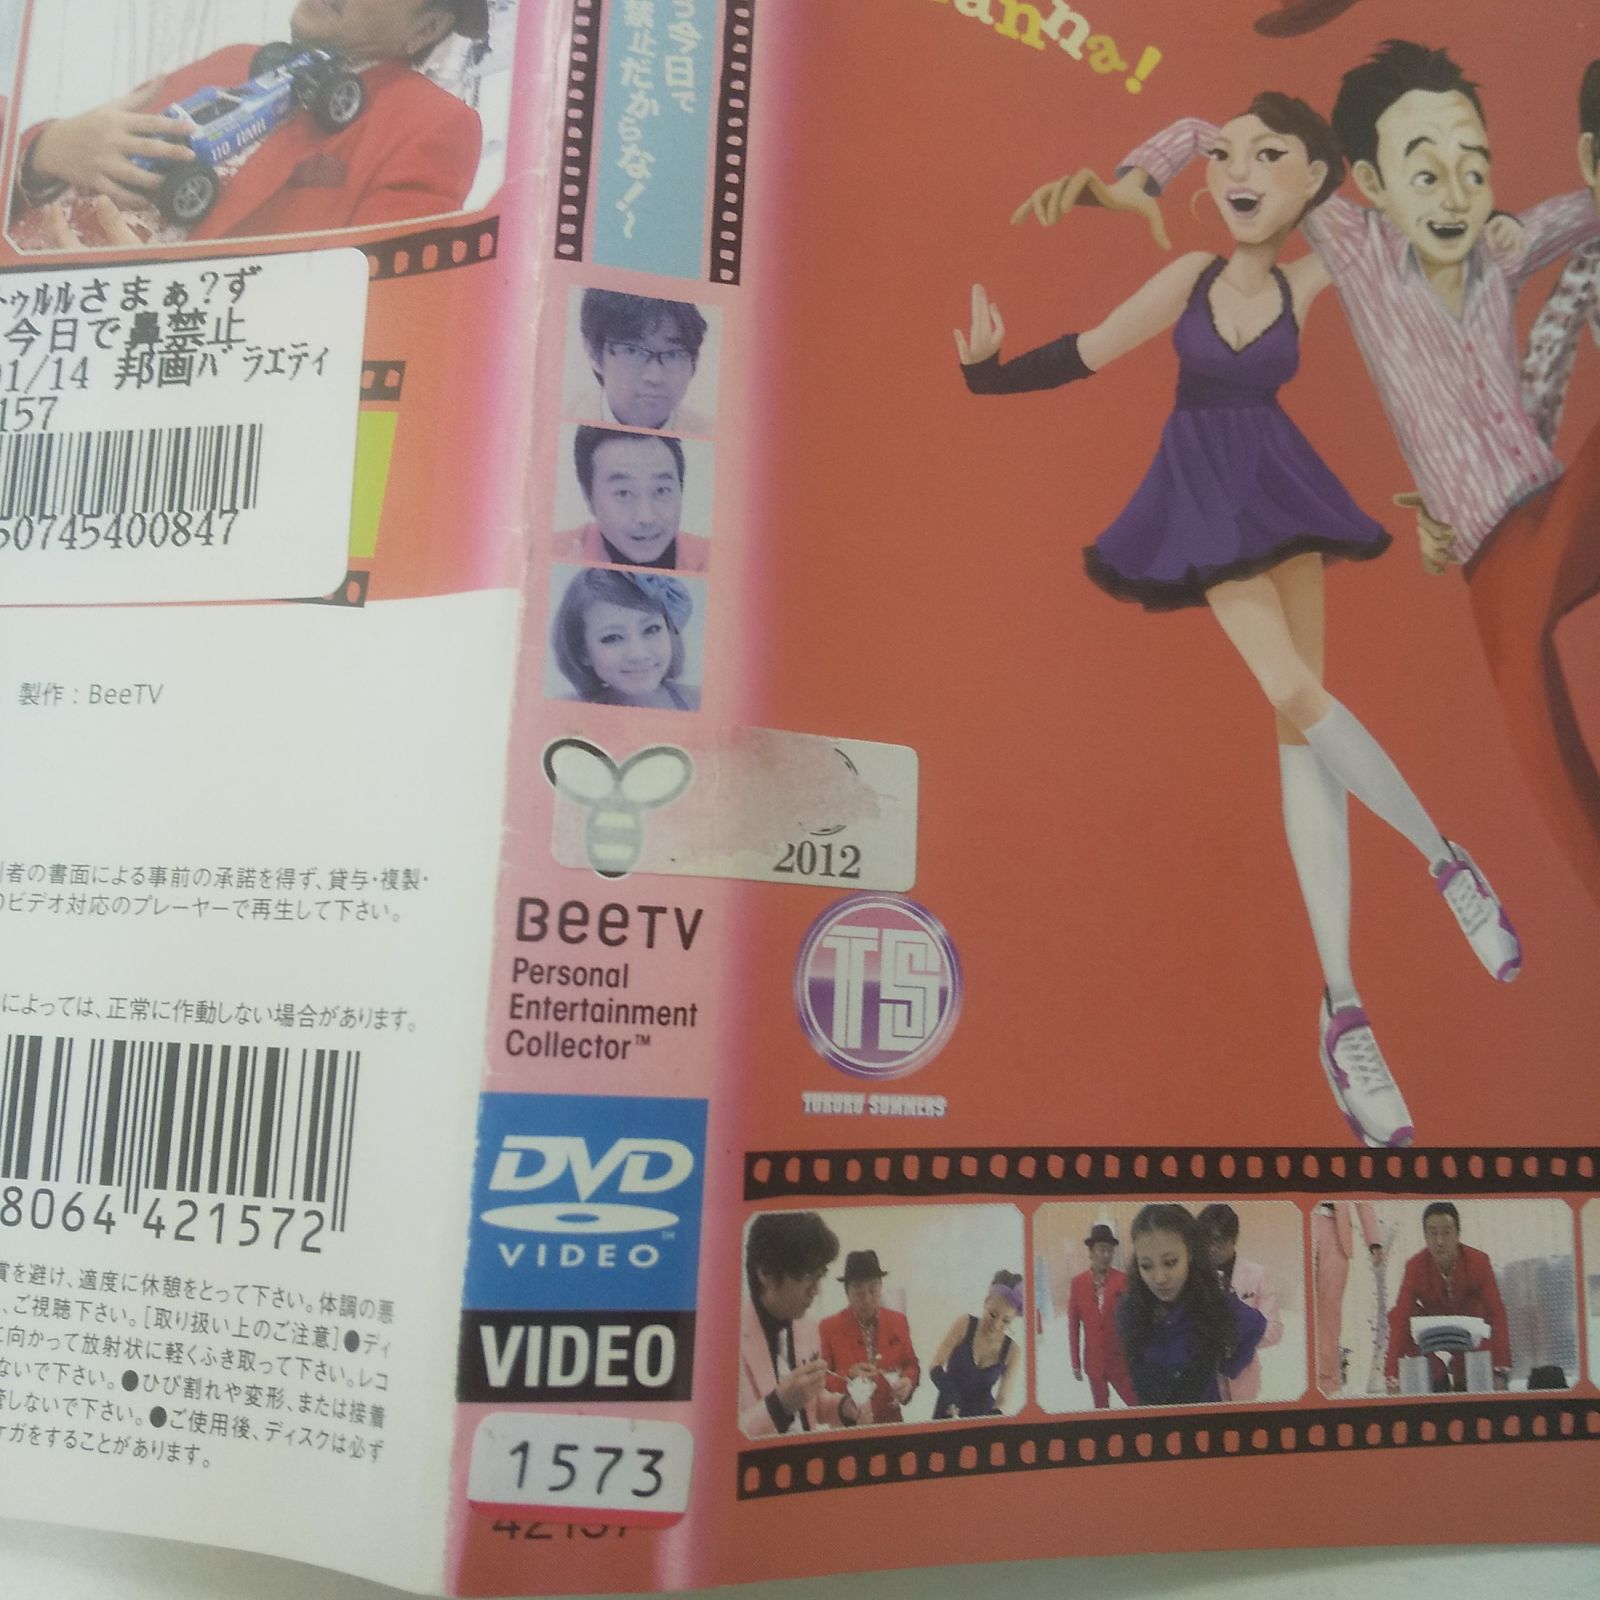 トゥルルさまぁ?ず
今日で鼻禁止
01/14 邦画バラエティ
157
50745400847
製作：BeeTV
者の書面による事前の承諾を得ず、貸与・複製・
ビデオ対応のプレーヤーで再生して下さい。
によっては、正常に作動しない場合があります。
8064 421572
を避け、適度に休憩をとって下さい。体調の悪
、ご視聴下さい。[取り扱い上のご注意]●ディ
に向かって放射状に軽くふき取って下さい。レコ
ないで下さい。●ひび割れや変形、または接着
しないで下さい。●ご使用後、ディスクは必ず
ケガをすることがあります。
今日で
禁止だからな!~
BeeTV
Personal
Entertainment
Collector™
DVD
VIDEO™
VIDEO
1573
anna!
2012
TS
TURURU SUMMERS